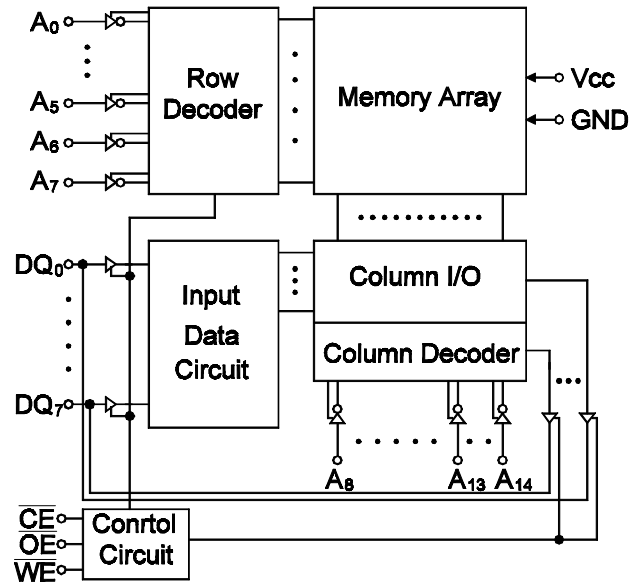 A0
A5
A6
A7
Row
Decoder
Memory Array
Vcc
GND
DQ0
DQ7
Input
Data
Circuit
Column I/O
Column Decoder
A8
A13
A14
CE
OE
WE
Conrtol
Circuit